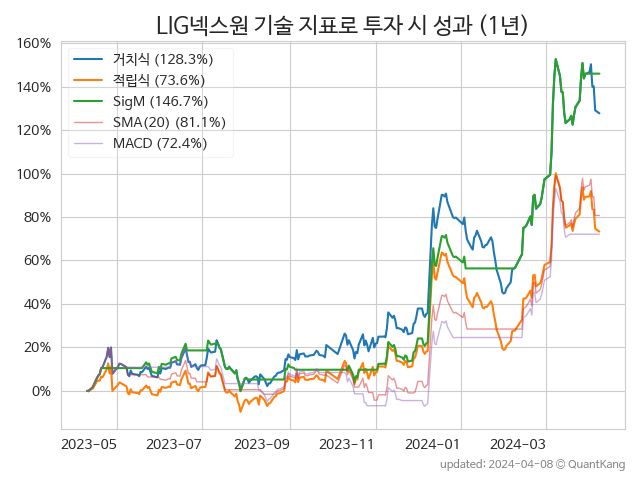 LIG넥스원 기술 지표로 투자 시 성과 (1년)
160%
140%
120%
100%
80%
60%
40%
20%
0%
거치식 (128.3%)
적립식 (73.6%)
SigM (146.7%)
SMA(20) (81.1%)
MACD (72.4%)
2023-05
2023-07
2023-09
2023-11
2024-01
2024-03
updated: 2024-04-08 © QuantKang